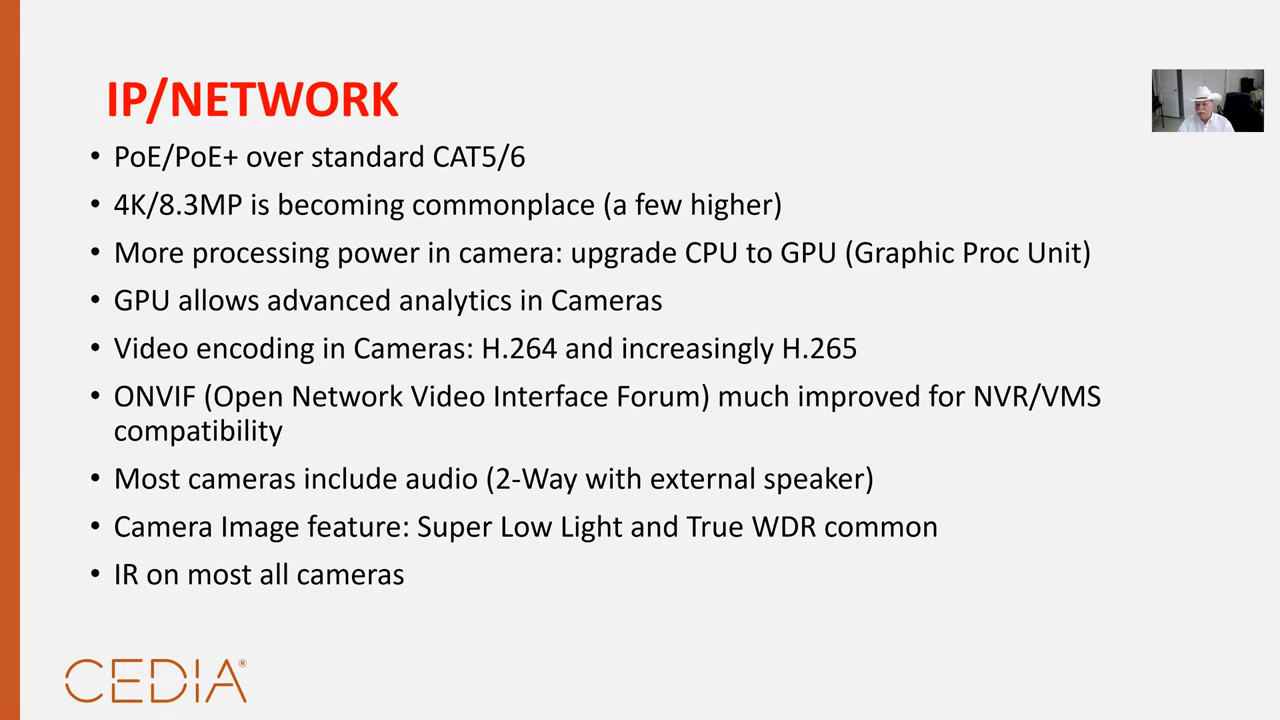 IP/NETWORK
• PoE/PoE+ over standard CAT5/6
• 4K/8.3MP is becoming commonplace (a few higher)
• More processing power in camera: upgrade CPU to GPU (Graphic Proc Unit)
• GPU allows advanced analytics in Cameras
• Video encoding in Cameras: H.264 and increasingly H.265
• ONVIF (Open Network Video Interface Forum) much improved for NVR/VMS
compatibility
• Most cameras include audio (2-Way with external speaker)
• Camera Image feature: Super Low Light and True WDR common
• IR on most all cameras
CEDIA®